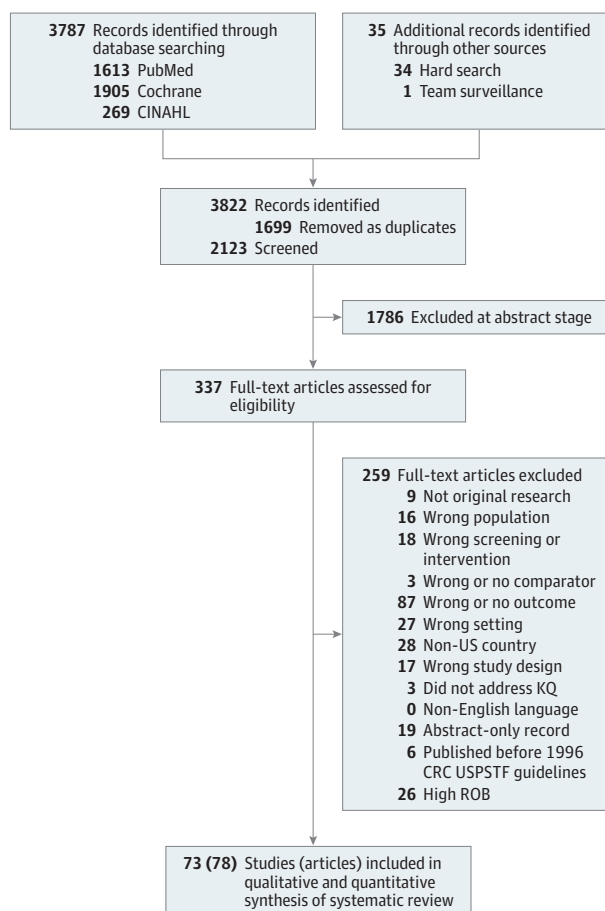 3787 Records identified through
database searching
1613 PubMed
1905 Cochrane
269 CINAHL
35 Additional records identified
through other sources
34 Hard search
1 Team surveillance
3822 Records identified
1699 Removed as duplicates
2123 Screened
1786 Excluded at abstract stage
337 Full-text articles assessed for
eligibility
259 Full-text articles excluded
9 Not original research
16 Wrong population
18 Wrong screening or
intervention
3 Wrong or no comparator
87 Wrong or no outcome
27 Wrong setting
28 Non-US country
17 Wrong study design
3 Did not address KQ
0 Non-English language
19 Abstract-only record
6 Published before 1996
CRC USPSTF guidelines
26 High ROB
73 (78) Studies (articles) included in
qualitative and quantitative
synthesis of systematic review